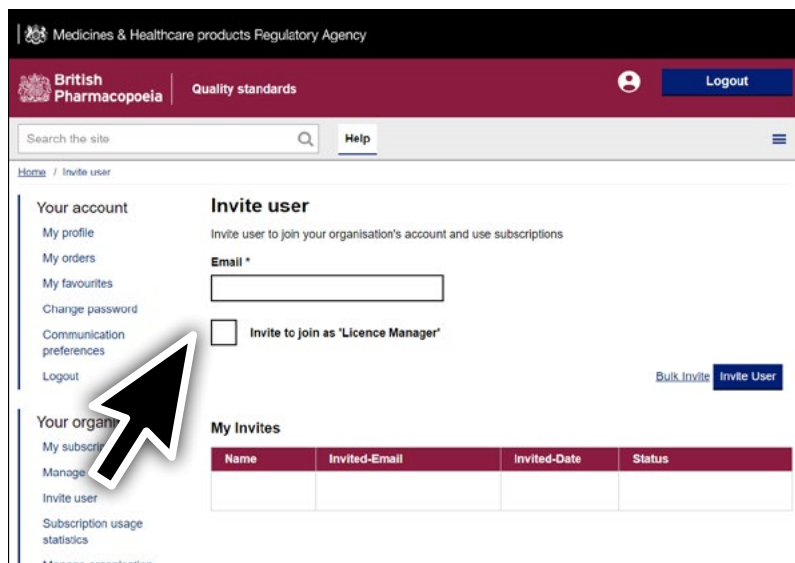 Medicines & Healthcare products Regulatory Agency
British
Pharmacopoeia
Quality standards
Logout
Search the site
Help
Home / Invite user
Your account
My profile
My orders
My favourites
Change password
Communication
preferences
Logout
Your
My
Manage
Invite user
Subscription usage
statistics
Invite user
Invite user to join your organisation's account and use subscriptions
Email *
Invite to join as 'Licence Manager'
Bulk Invite Invite User
My Invites
Name Invited-Email Invited-Date Status